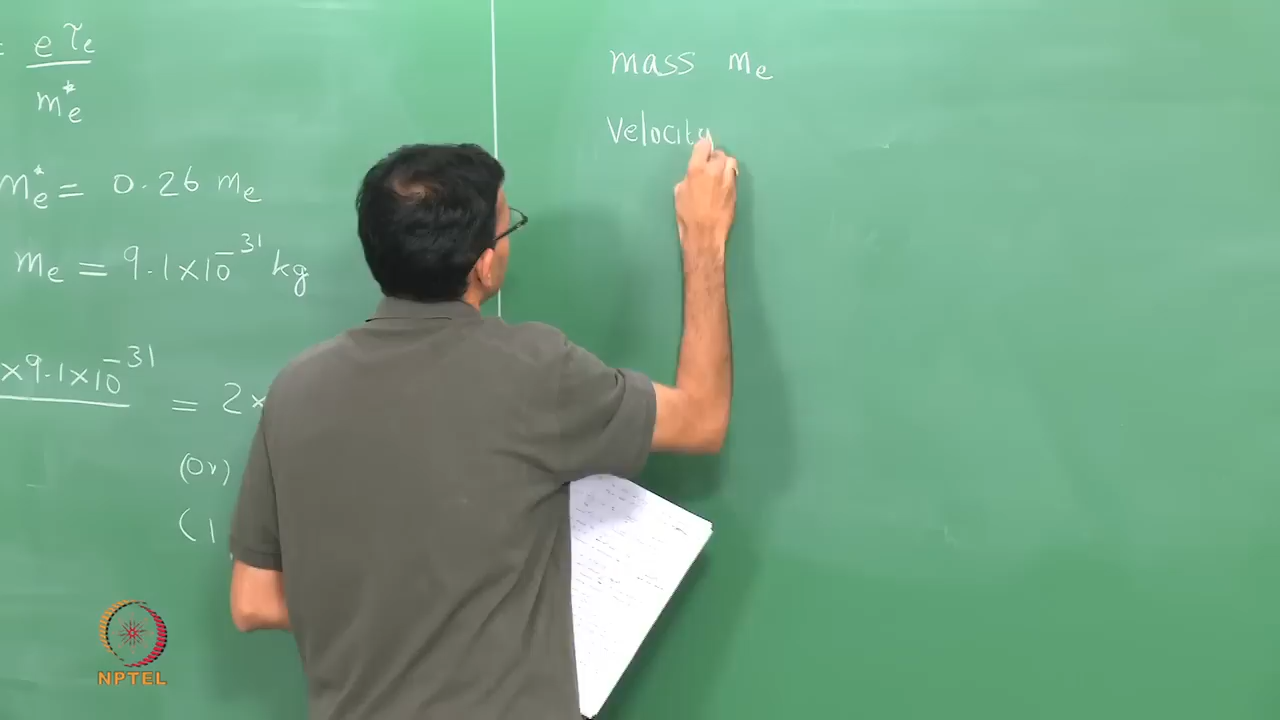 = e τe
m*e
m*e = 0.26 me
me = 9.1×10^-31 kg
×9.1×10^-31 = 2×
(Or)
(1
mass me
Velocity
NPTEL